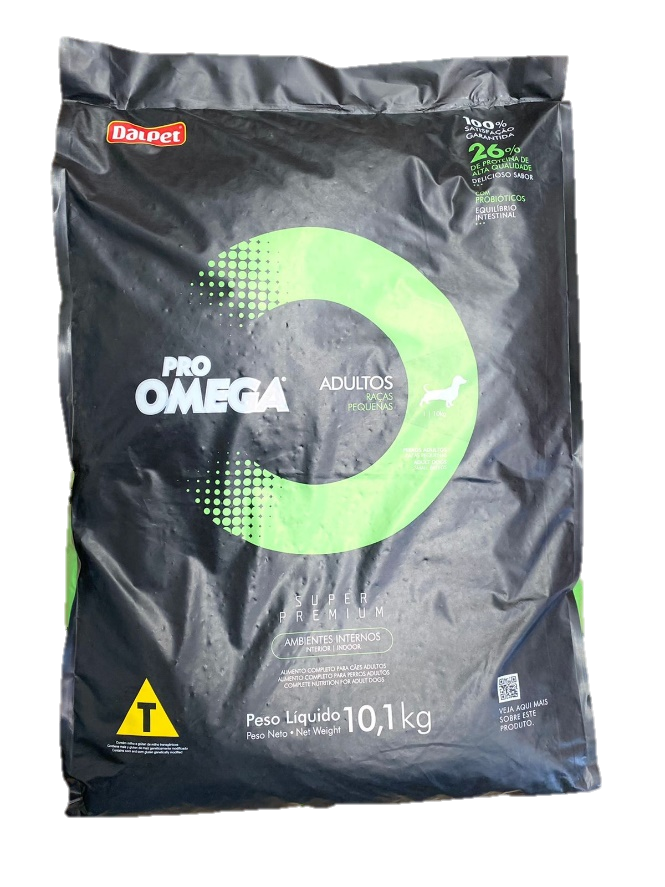 Dalpet
100%
SATISFAÇÃO
GARANTIDA
26%
DE PROTEÍNA DE
ALTA QUALIDADE
DELICIOSO SABOR
COM
PROBIÓTICOS
EQUILÍBRIO
INTESTINAL
PRO
OMEGA®
ADULTOS
RAÇAS
PEQUENAS
SUPER
PREMIUM
AMBIENTES INTERNOS
INTERIOR | INDOOR
ALIMENTO COMPLETO PARA CÃES ADULTOS
ALIMENTO COMPLETO PARA PERROS ADULTOS
COMPLETE NUTRITION FOR ADULT DOGS
T
Peso Líquido 10,1kg
Peso Neto • Net Weight
VEJA AQUI MAIS
SOBRE ESTE
PRODUTO.